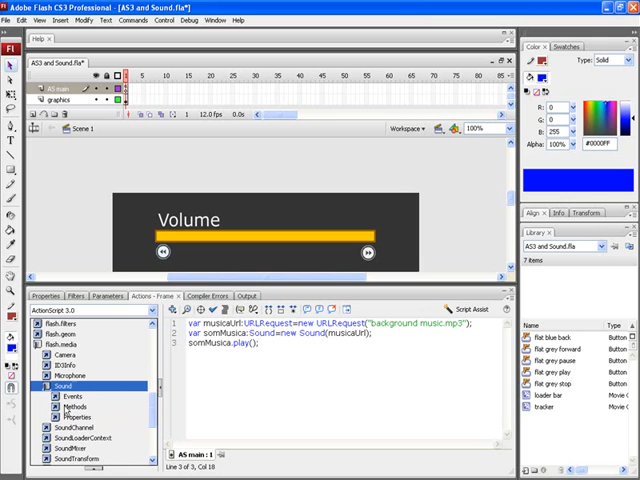 Adobe Flash CS3 Professional - [AS3 and Sound.fla*]
File Edit View Insert Modify Text Commands Control Debug Window Help
Help ×
AS3 and Sound.fla*
1 5 10 15 20 25 30 35 40 45 50 55 60 65 70 75 80 85
AS main
graphics
1 12.0 fps 0.0s
Scene 1
Workspace
100%
Volume
Properties Filters Parameters Actions - Frame × Compiler Errors Output
ActionScript 3.0
Script Assist
flash.filters
flash.geom
flash.media
Camera
ID3Info
Microphone
Sound
Events
Methods
Properties
SoundChannel
SoundLoaderContext
SoundMixer
SoundTransform
1 var musicaUrl:URLRequest=new URLRequest("background music.mp3");
2 var somMusica:Sound=new Sound(musicaUrl);
3 somMusica.play();
AS main : 1
Line 3 of 3, Col 18
Color × Swatches
Type: Solid
R: 0
G: 0
B: 255
Alpha: 100%
#0000FF
Align × Info Transform
Library ×
AS3 and Sound.fla
7 items
Name Type
flat blue back Button
flat grey forward Button
flat grey pause Button
flat grey play Button
flat grey stop Button
loader bar Movie C
tracker Movie C